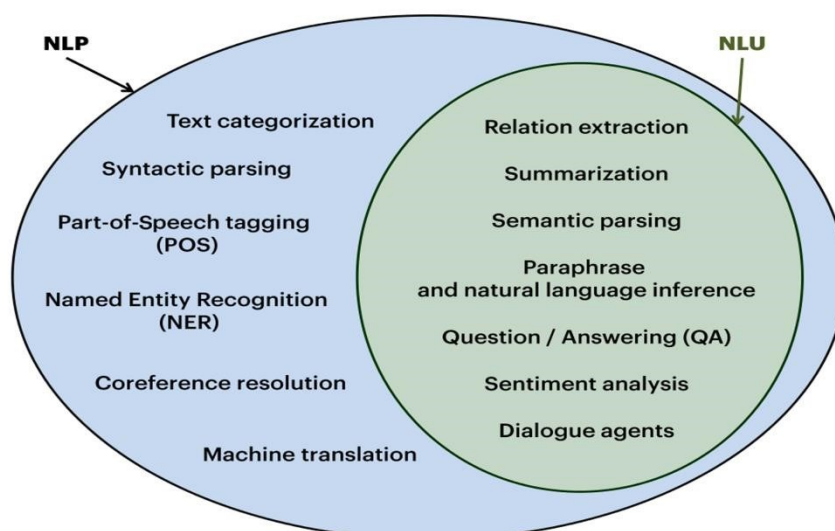 NLP
NLU
Text categorization
Syntactic parsing
Part-of-Speech tagging
(POS)
Named Entity Recognition
(NER)
Coreference resolution
Machine translation
Relation extraction
Summarization
Semantic parsing
Paraphrase
and natural language inference
Question / Answering (QA)
Sentiment analysis
Dialogue agents